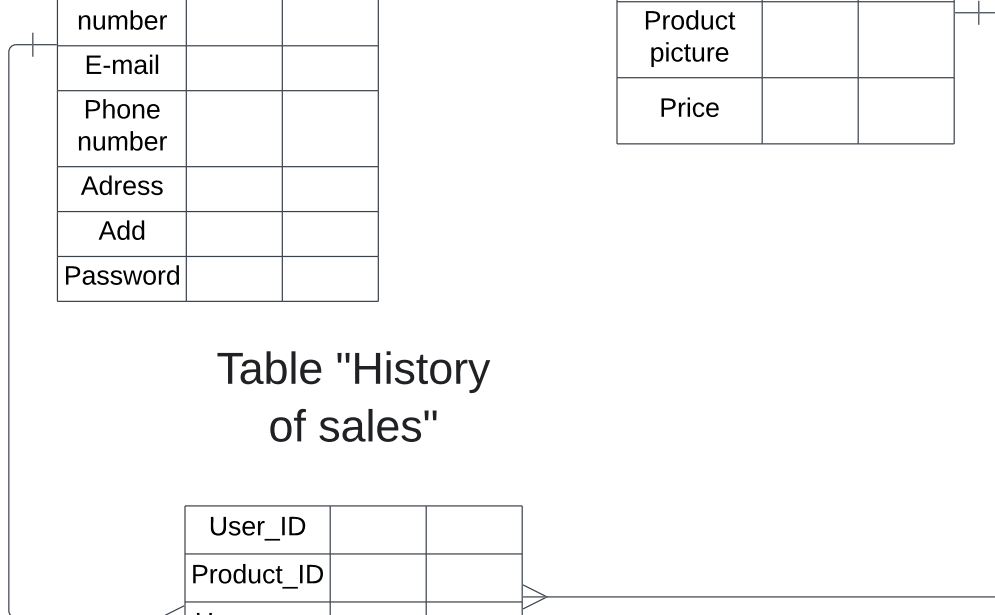 number
E-mail
Phone
number
Adress
Add
Password
Product
picture
Price
Table "History
of sales"
User_ID
Product_ID